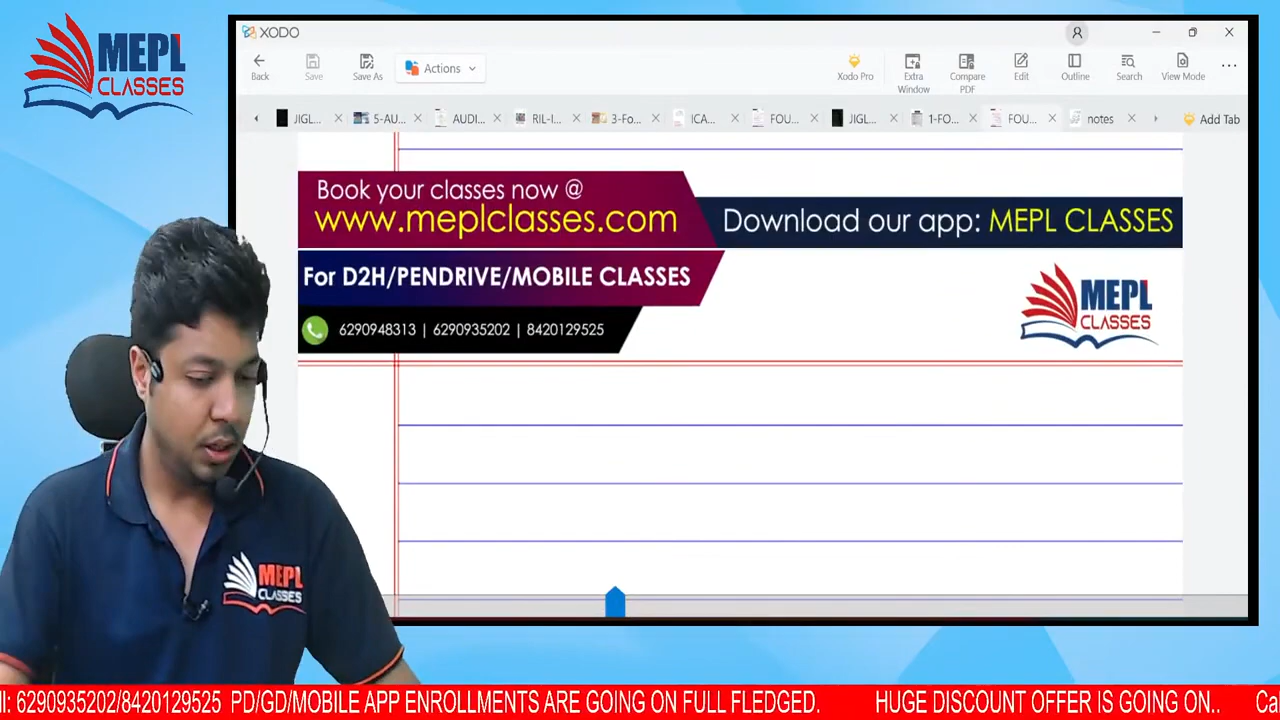 MEPL
CLASSES
XODO
Back
Save
Save As
Actions
Xodo Pro
Extra
Window
Compare
PDF
Edit
Outline
Search
View Mode
JIGL...
5-AU...
AUDI...
RIL-I...
3-Fo...
ICA...
FOU...
JIGL...
1-FO...
FOU...
notes
Add Tab
Book your classes now @
www.meplclasses.com
Download our app: MEPL CLASSES
For D2H/PENDRIVE/MOBILE CLASSES
6290948313 | 6290935202 | 8420129525
MEPL
CLASSES
MEPL
CLASSES
ll: 6290935202/8420129525 PD/GD/MOBILE APP ENROLLMENTS ARE GOING ON FULL FLEDGED. HUGE DISCOUNT OFFER IS GOING ON.. Ca